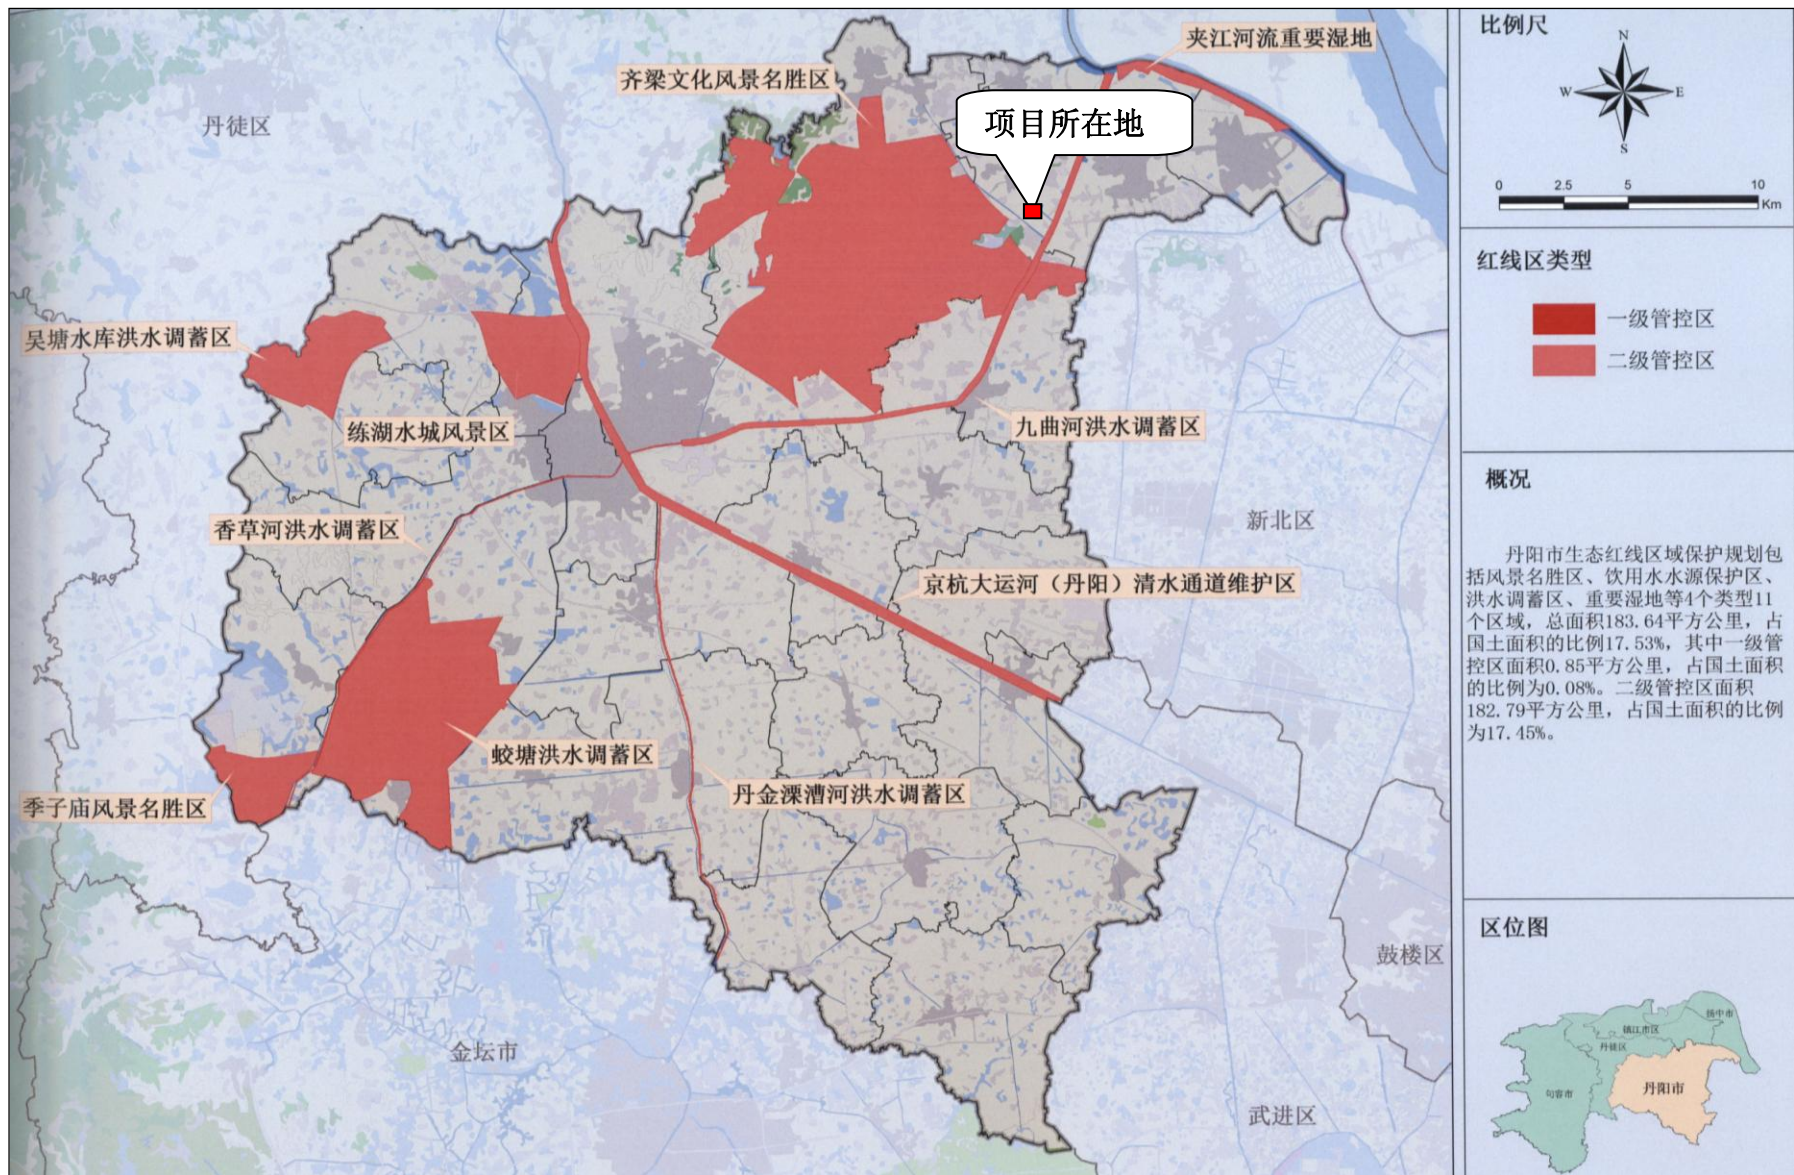 夹江河流重要湿地
齐梁文化风景名胜区
项目所在地
丹徒区
吴塘水库洪水调蓄区
练湖水城风景区
九曲河洪水调蓄区
香草河洪水调蓄区
新北区
京杭大运河（丹阳）清水通道维护区
蛟塘洪水调蓄区
丹金溧漕河洪水调蓄区
季子庙风景名胜区
鼓楼区
金坛市
武进区
比例尺
N
W
E
S
0
2.5
5
10
Km
红线区类型
一级管控区
二级管控区
概况
丹阳市生态红线区域保护规划包
括风景名胜区、饮用水水源保护区、
洪水调蓄区、重要湿地等4个类型11
个区域，总面积183.64平方公里，占
国土面积的比例17.53%，其中一级管
控区面积0.85平方公里，占国土面积
的比例为0.08%。二级管控区面积
182.79平方公里，占国土面积的比例
为17.45%。
区位图
扬中市
镇江市区
丹徒区
句容市
丹阳市